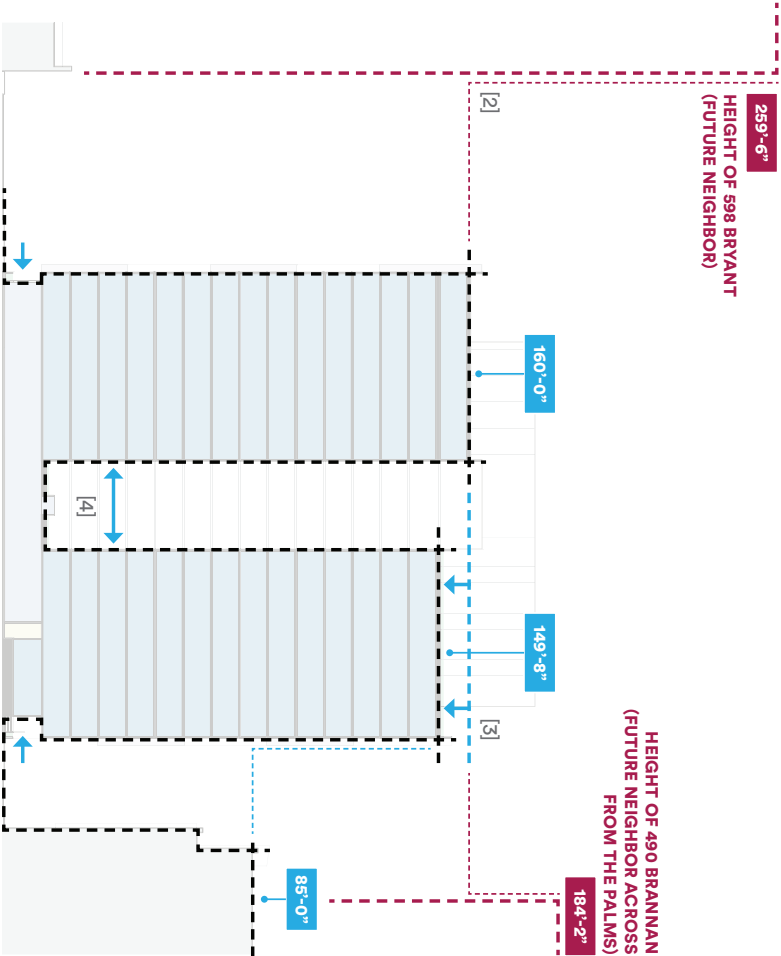 259'-6"
HEIGHT OF 598 BRYANT
(FUTURE NEIGHBOR)
[2]
160'-0"
[4]
149'-8"
[3]
HEIGHT OF 490 BRANNAN
(FUTURE NEIGHBOR ACROSS
FROM THE PALMS)
184'-2"
85'-0"